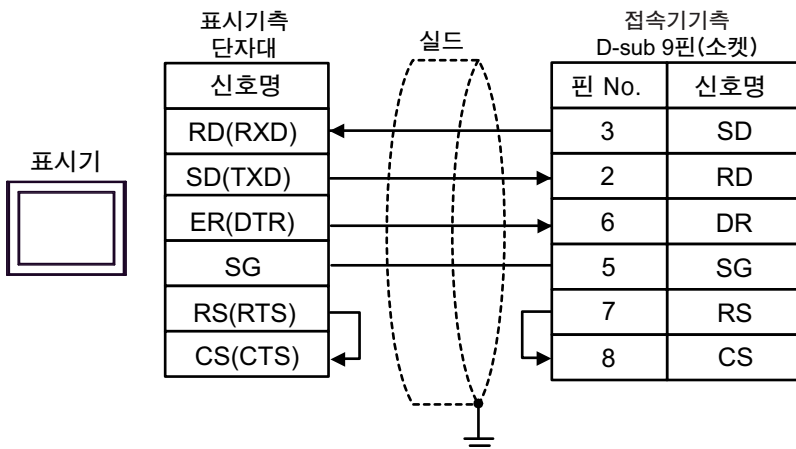 표시기측
단자대
실드
접속기기측
D-sub 9핀(소켓)
신호명
핀 No.
신호명
RD(RXD)
3
SD
표시기
SD(TXD)
2
RD
ER(DTR)
6
DR
SG
5
SG
RS(RTS)
7
RS
CS(CTS)
8
CS